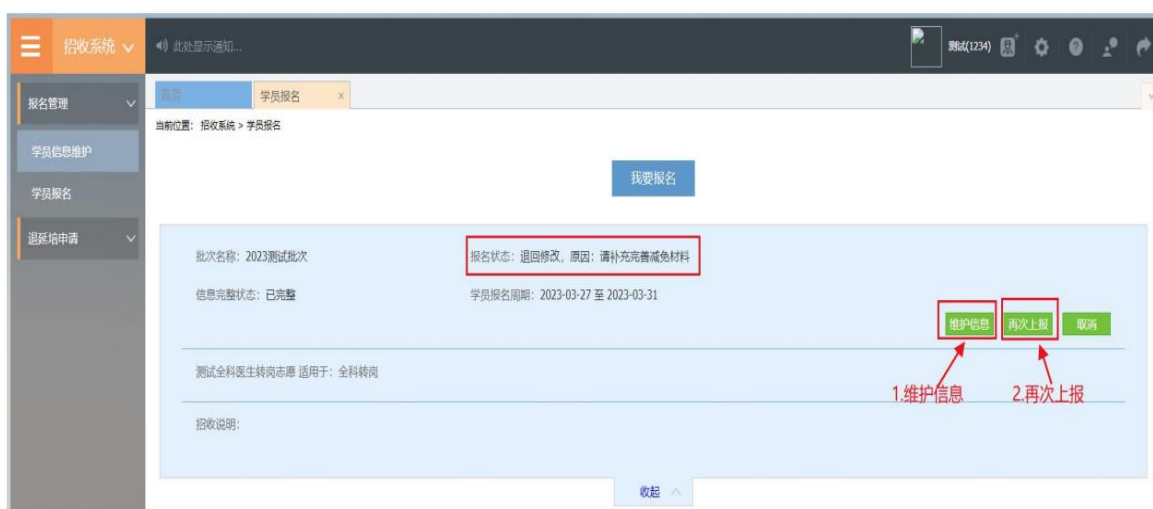 招收系统
此处显示通知...
测试(1234)
报名管理
首页
学员报名 ×
当前位置: 招收系统 > 学员报名
学员信息维护
学员报名
退延培申请
我要报名
批次名称: 2023测试批次
报名状态: 退回修改, 原因: 请补充完善减免材料
信息完整状态: 已完整
学员报名周期: 2023-03-27 至 2023-03-31
维护信息
再次上报
取消
1.维护信息
2.再次上报
测试全科医生转岗志愿 适用于: 全科转岗
招收说明:
收起